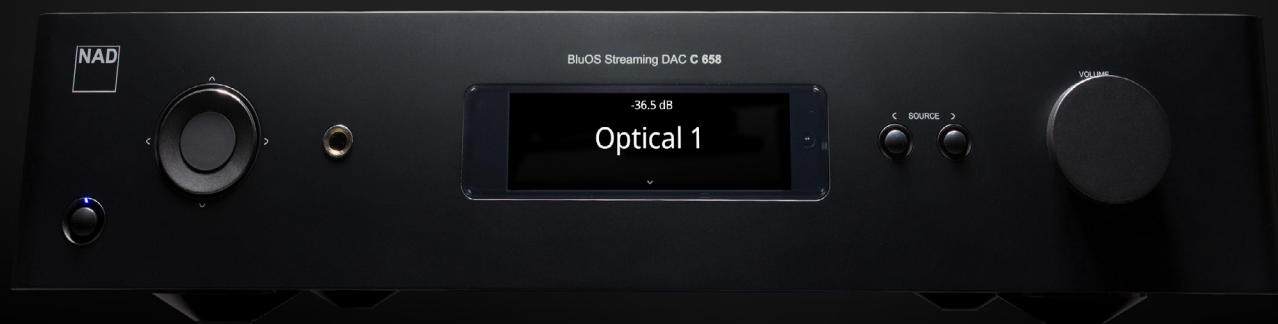 NAD
BluOS Streaming DAC C 658
-36.5 dB
Optical 1
< SOURCE >
VOLUME